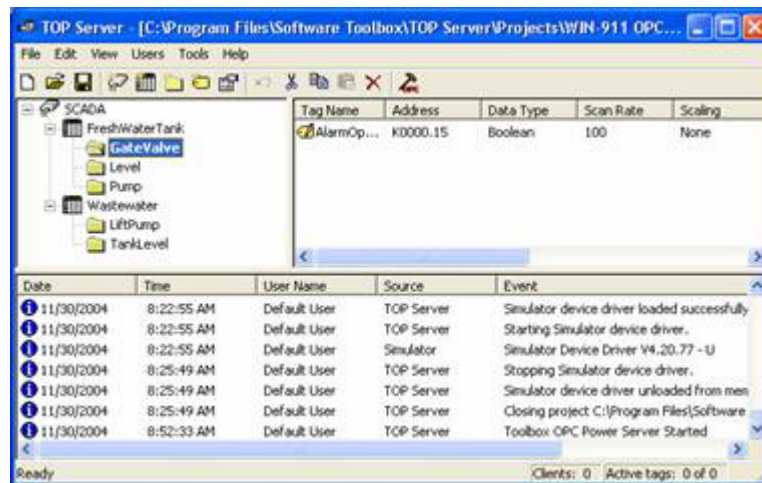 TOP Server - [C:\Program Files\Software Toolbox\TOP Server\Projects\WIN-911 OPC...
File Edit View Users Tools Help
SCADA
FreshWaterTank
GateValve
Level
Pump
Wastewater
LiftPump
TankLevel
Tag Name Address Data Type Scan Rate Scaling
AlarmOp... K0000.15 Boolean 100 None
Date Time User Name Source Event
11/30/2004 8:22:55 AM Default User TOP Server Simulator device driver loaded successfully
11/30/2004 8:22:55 AM Default User TOP Server Starting Simulator device driver.
11/30/2004 8:22:55 AM Default User Simulator Simulator Device Driver V4.20.77 - U
11/30/2004 8:25:49 AM Default User TOP Server Stopping Simulator device driver.
11/30/2004 8:25:49 AM Default User TOP Server Simulator device driver unloaded from mem
11/30/2004 8:25:49 AM Default User TOP Server Closing project C:\Program Files\Software
11/30/2004 8:52:33 AM Default User TOP Server Toolbox OPC Power Server Started
Ready Clients: 0 Active tags: 0 of 0